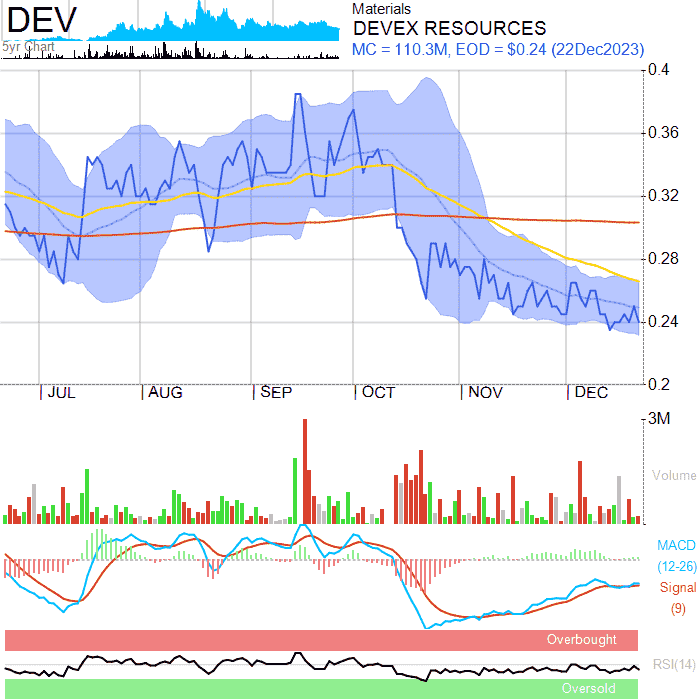 DEV
5yr Chart
Materials
DEVEX RESOURCES
MC = 110.3M, EOD = $0.24 (22Dec2023)
0.4
0.36
0.32
0.28
0.24
0.2
JUL
AUG
SEP
OCT
NOV
DEC
3M
Volume
MACD
(12-26)
Signal
(9)
Overbought
RSI(14)
Oversold